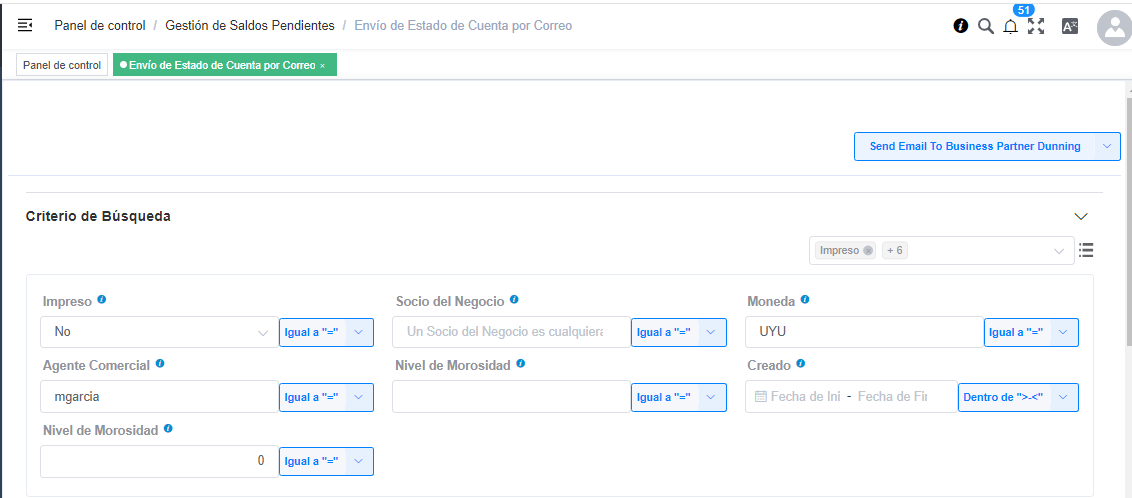 Panel de control / Gestión de Saldos Pendientes / Envío de Estado de Cuenta por Correo
51
Panel de control
Envío de Estado de Cuenta por Correo ×
Send Email To Business Partner Dunning
Criterio de Búsqueda
Impreso + 6
Impreso Socio del Negocio Moneda
No Igual a "=" Un Socio del Negocio es cualquiera Igual a "=" UYU Igual a "="
Agente Comercial Nivel de Morosidad Creado
mgarcia Igual a "=" Igual a "=" Fecha de Ini - Fecha de Fin Dentro de ">-<"
Nivel de Morosidad
0 Igual a "="